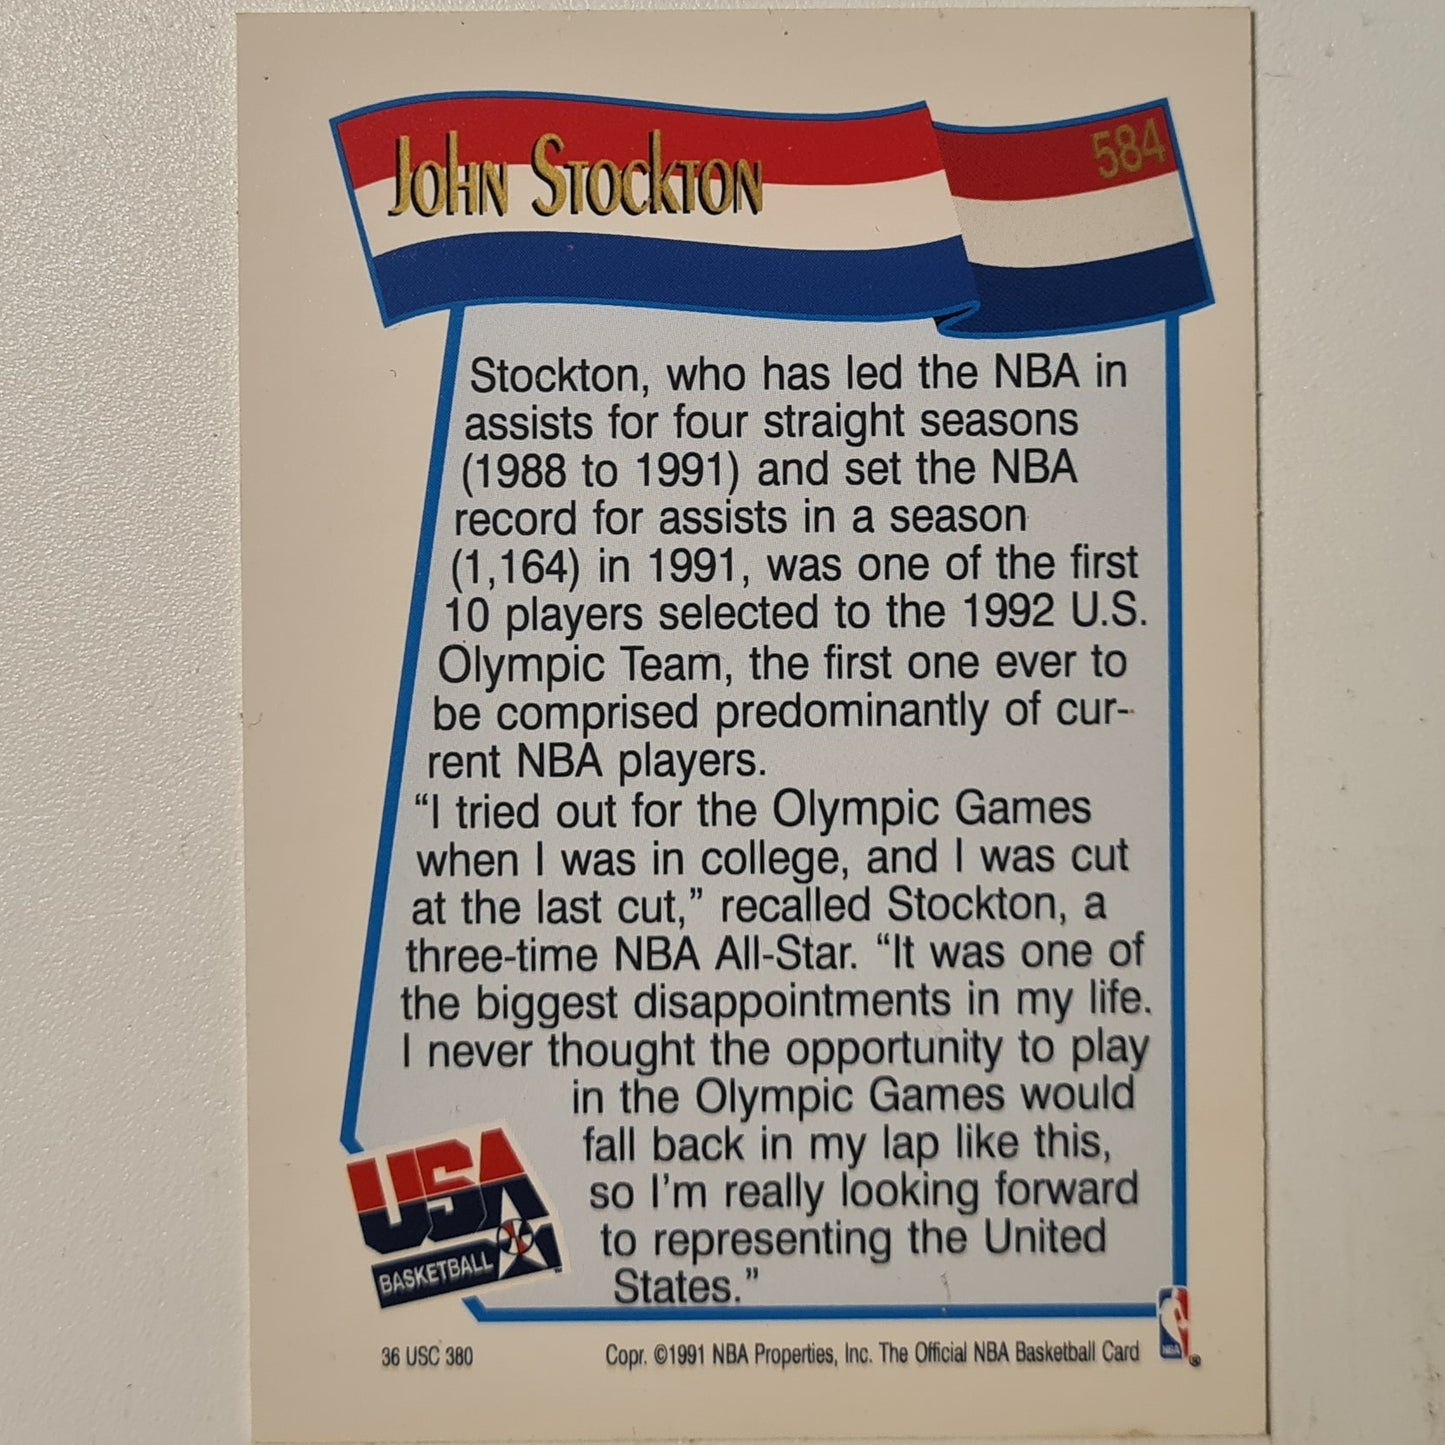 John Stockton
584
Stockton, who has led the NBA in
assists for four straight seasons
(1988 to 1991) and set the NBA
record for assists in a season
(1,164) in 1991, was one of the first
10 players selected to the 1992 U.S.
Olympic Team, the first one ever to
be comprised predominantly of cur-
rent NBA players.
“I tried out for the Olympic Games
when I was in college, and I was cut
at the last cut,” recalled Stockton, a
three-time NBA All-Star. “It was one of
the biggest disappointments in my life.
I never thought the opportunity to play
in the Olympic Games would
fall back in my lap like this,
so I’m really looking forward
to representing the United
States.”
USA
BASKETBALL
™
NBA
®
36 USC 380
Copr. ©1991 NBA Properties, Inc. The Official NBA Basketball Card